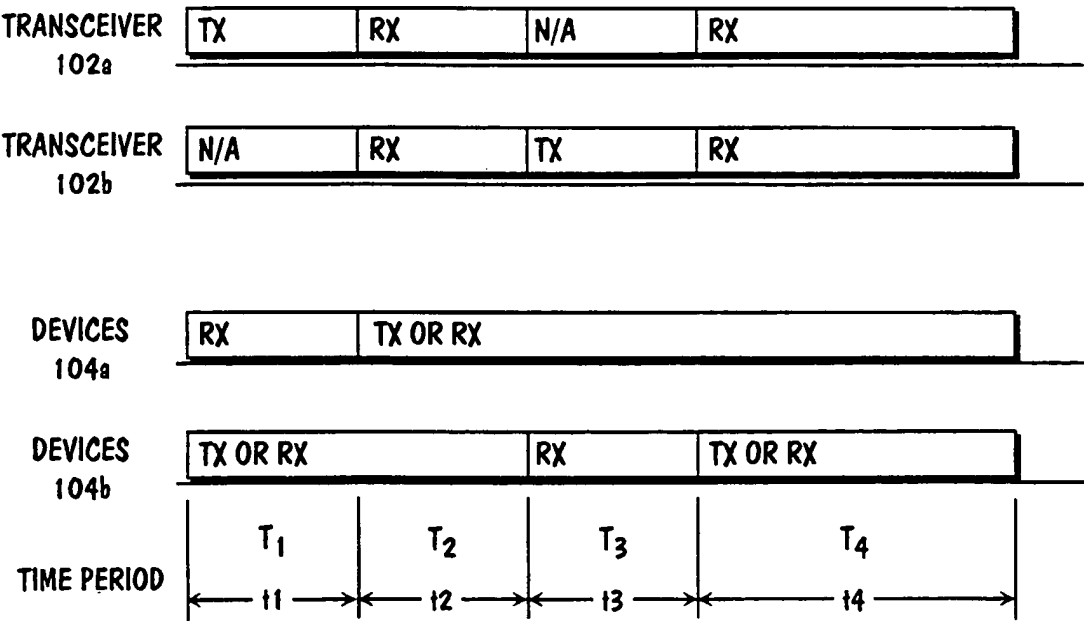 TRANSCEIVER 102a
TX RX N/A RX
TRANSCEIVER 102b
N/A RX TX RX
DEVICES 104a
RX TX OR RX
DEVICES 104b
TX OR RX RX TX OR RX
T1 T2 T3 T4
TIME PERIOD
t1 t2 t3 t4